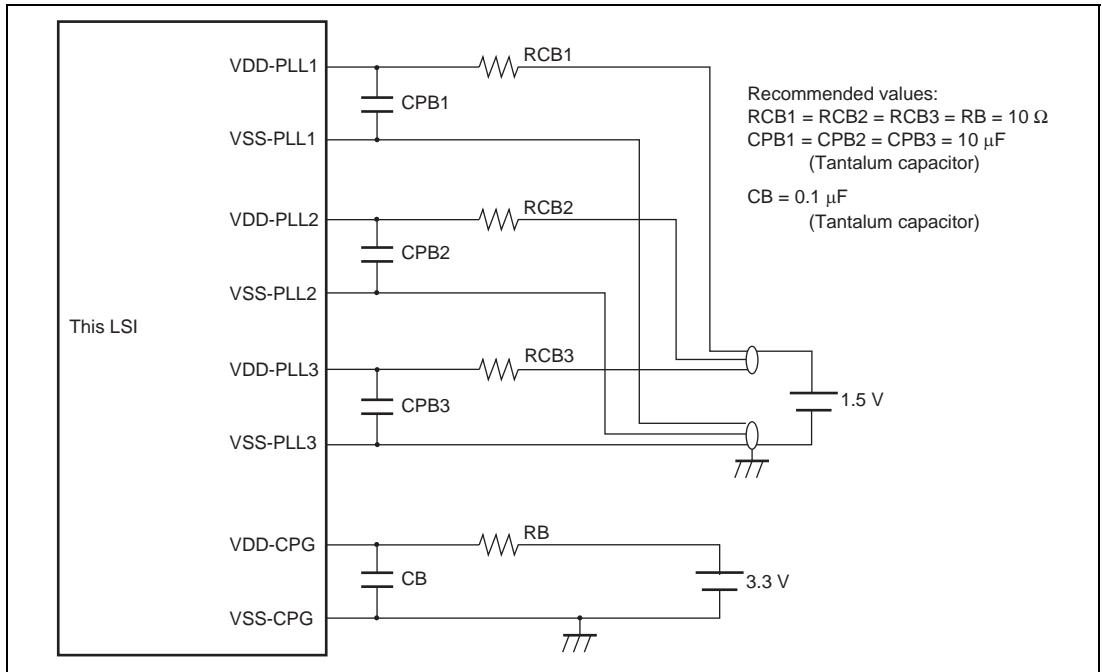 VDD-PLL1
RCB1
CPB1
VSS-PLL1
Recommended values:
RCB1 = RCB2 = RCB3 = RB = 10 Ω
CPB1 = CPB2 = CPB3 = 10 μF
(Tantalum capacitor)
CB = 0.1 μF
(Tantalum capacitor)
VDD-PLL2
RCB2
CPB2
VSS-PLL2
This LSI
VDD-PLL3
RCB3
CPB3
1.5 V
VSS-PLL3
VDD-CPG
RB
CB
3.3 V
VSS-CPG